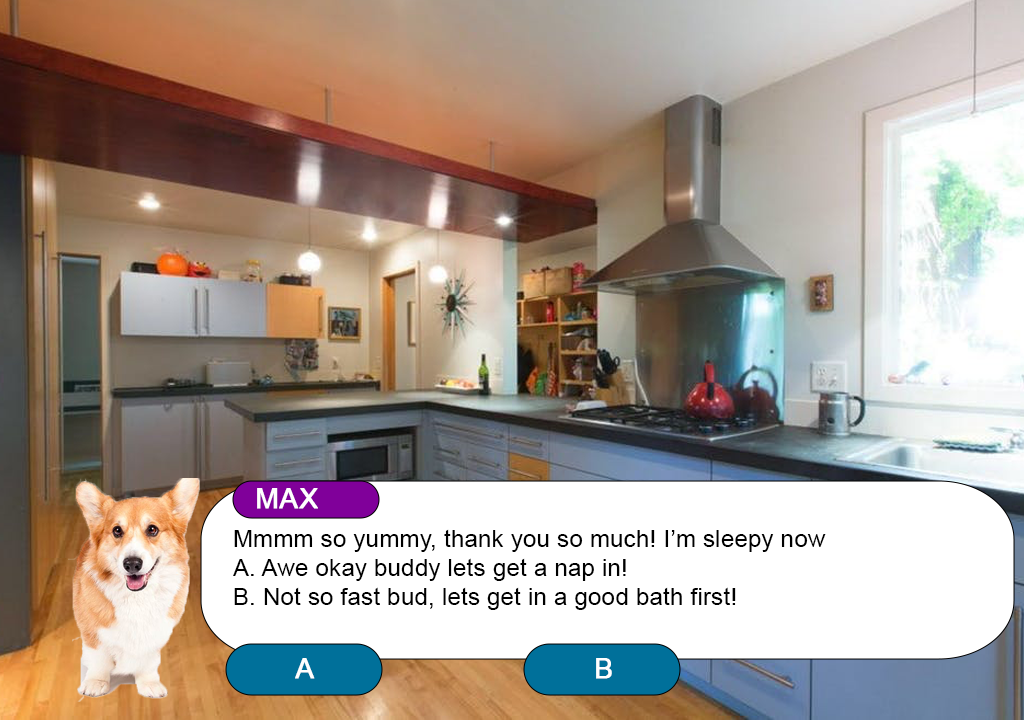 MAX
Mmmm so yummy, thank you so much! I’m sleepy now
A. Awe okay buddy lets get a nap in!
B. Not so fast bud, lets get in a good bath first!
A B